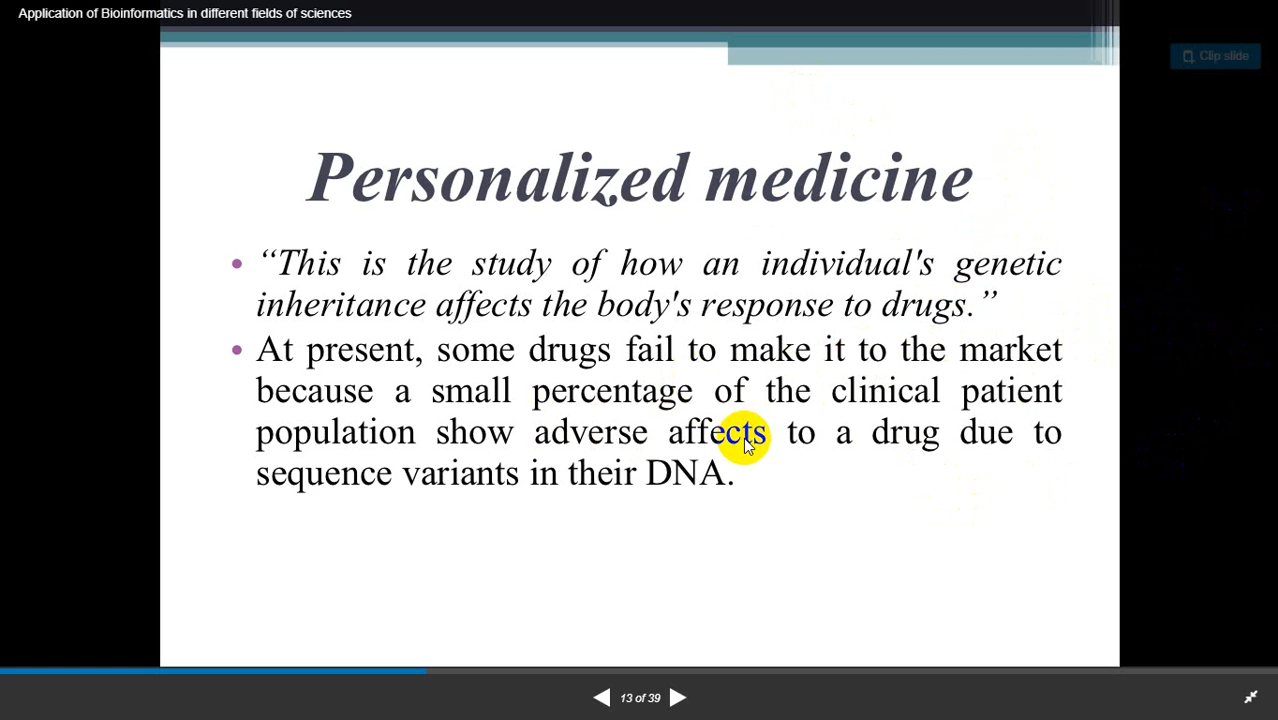 Application of Bioinformatics in different fields of sciences
Clip slide
Personalized medicine
• “This is the study of how an individual's genetic
inheritance affects the body's response to drugs.”
• At present, some drugs fail to make it to the market
because a small percentage of the clinical patient
population show adverse affects to a drug due to
sequence variants in their DNA.
13 of 39